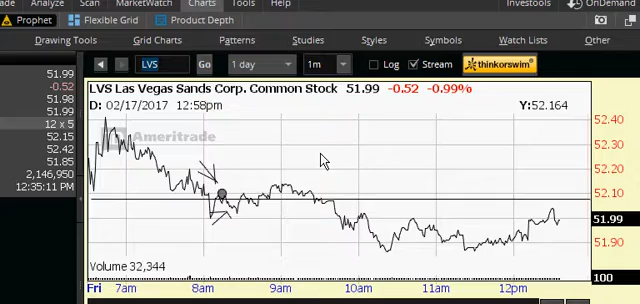 ade Analyze Scan MarketWatch Charts Tools Help Investools OnDemand
Prophet Flexible Grid Product Depth
Drawing Tools Grid Charts Patterns Studies Styles Symbols Watch Lists Other
LVS Go 1 day 1m Log Stream thinkorswim
51.99
-0.52
51.98
51.99
12 x 5
52.15
52.42
51.85
2,146,950
12:35:11 PM
LVS Las Vegas Sands Corp. Common Stock 51.99 -0.52 -0.99%
D: 02/17/2017 12:58pm Y:52.164
Ameritrade
52.40
52.30
52.20
52.10
51.99
51.90
Volume 32,344
100
Fri 7am 8am 9am 10am 11am 12pm